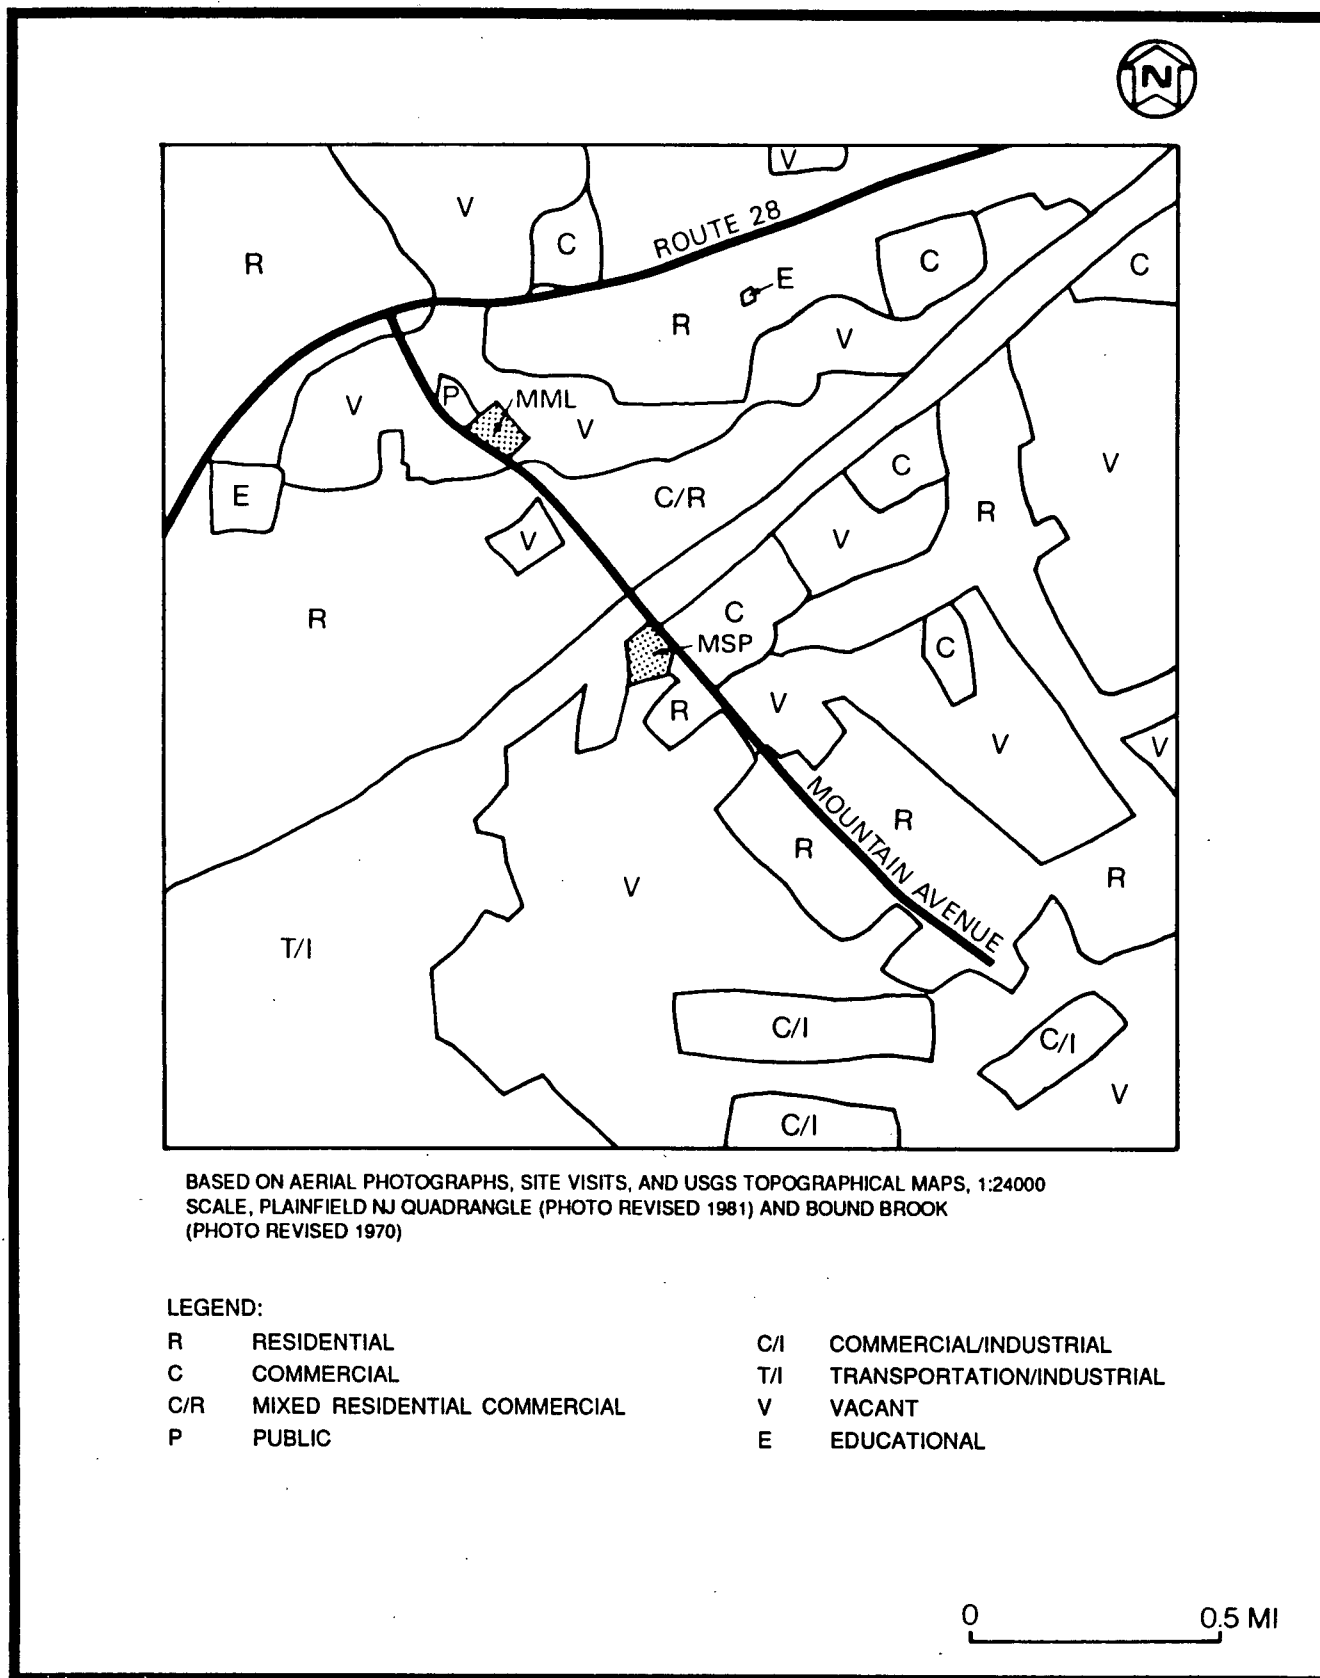 N
V
V
R
C
ROUTE 28
C
C
E
R
V
V
P
MML
V
E
C/R
C
V
R
V
V
R
C
MSP
C
R
V
V
V
MOUNTAIN AVENUE
R
R
R
V
T/I
C/I
C/I
V
C/I
BASED ON AERIAL PHOTOGRAPHS, SITE VISITS, AND USGS TOPOGRAPHICAL MAPS, 1:24000
SCALE, PLAINFIELD NJ QUADRANGLE (PHOTO REVISED 1981) AND BOUND BROOK
(PHOTO REVISED 1970)
LEGEND:
R RESIDENTIAL
C COMMERCIAL
C/R MIXED RESIDENTIAL COMMERCIAL
P PUBLIC
C/I COMMERCIAL/INDUSTRIAL
T/I TRANSPORTATION/INDUSTRIAL
V VACANT
E EDUCATIONAL
0 0.5 MI